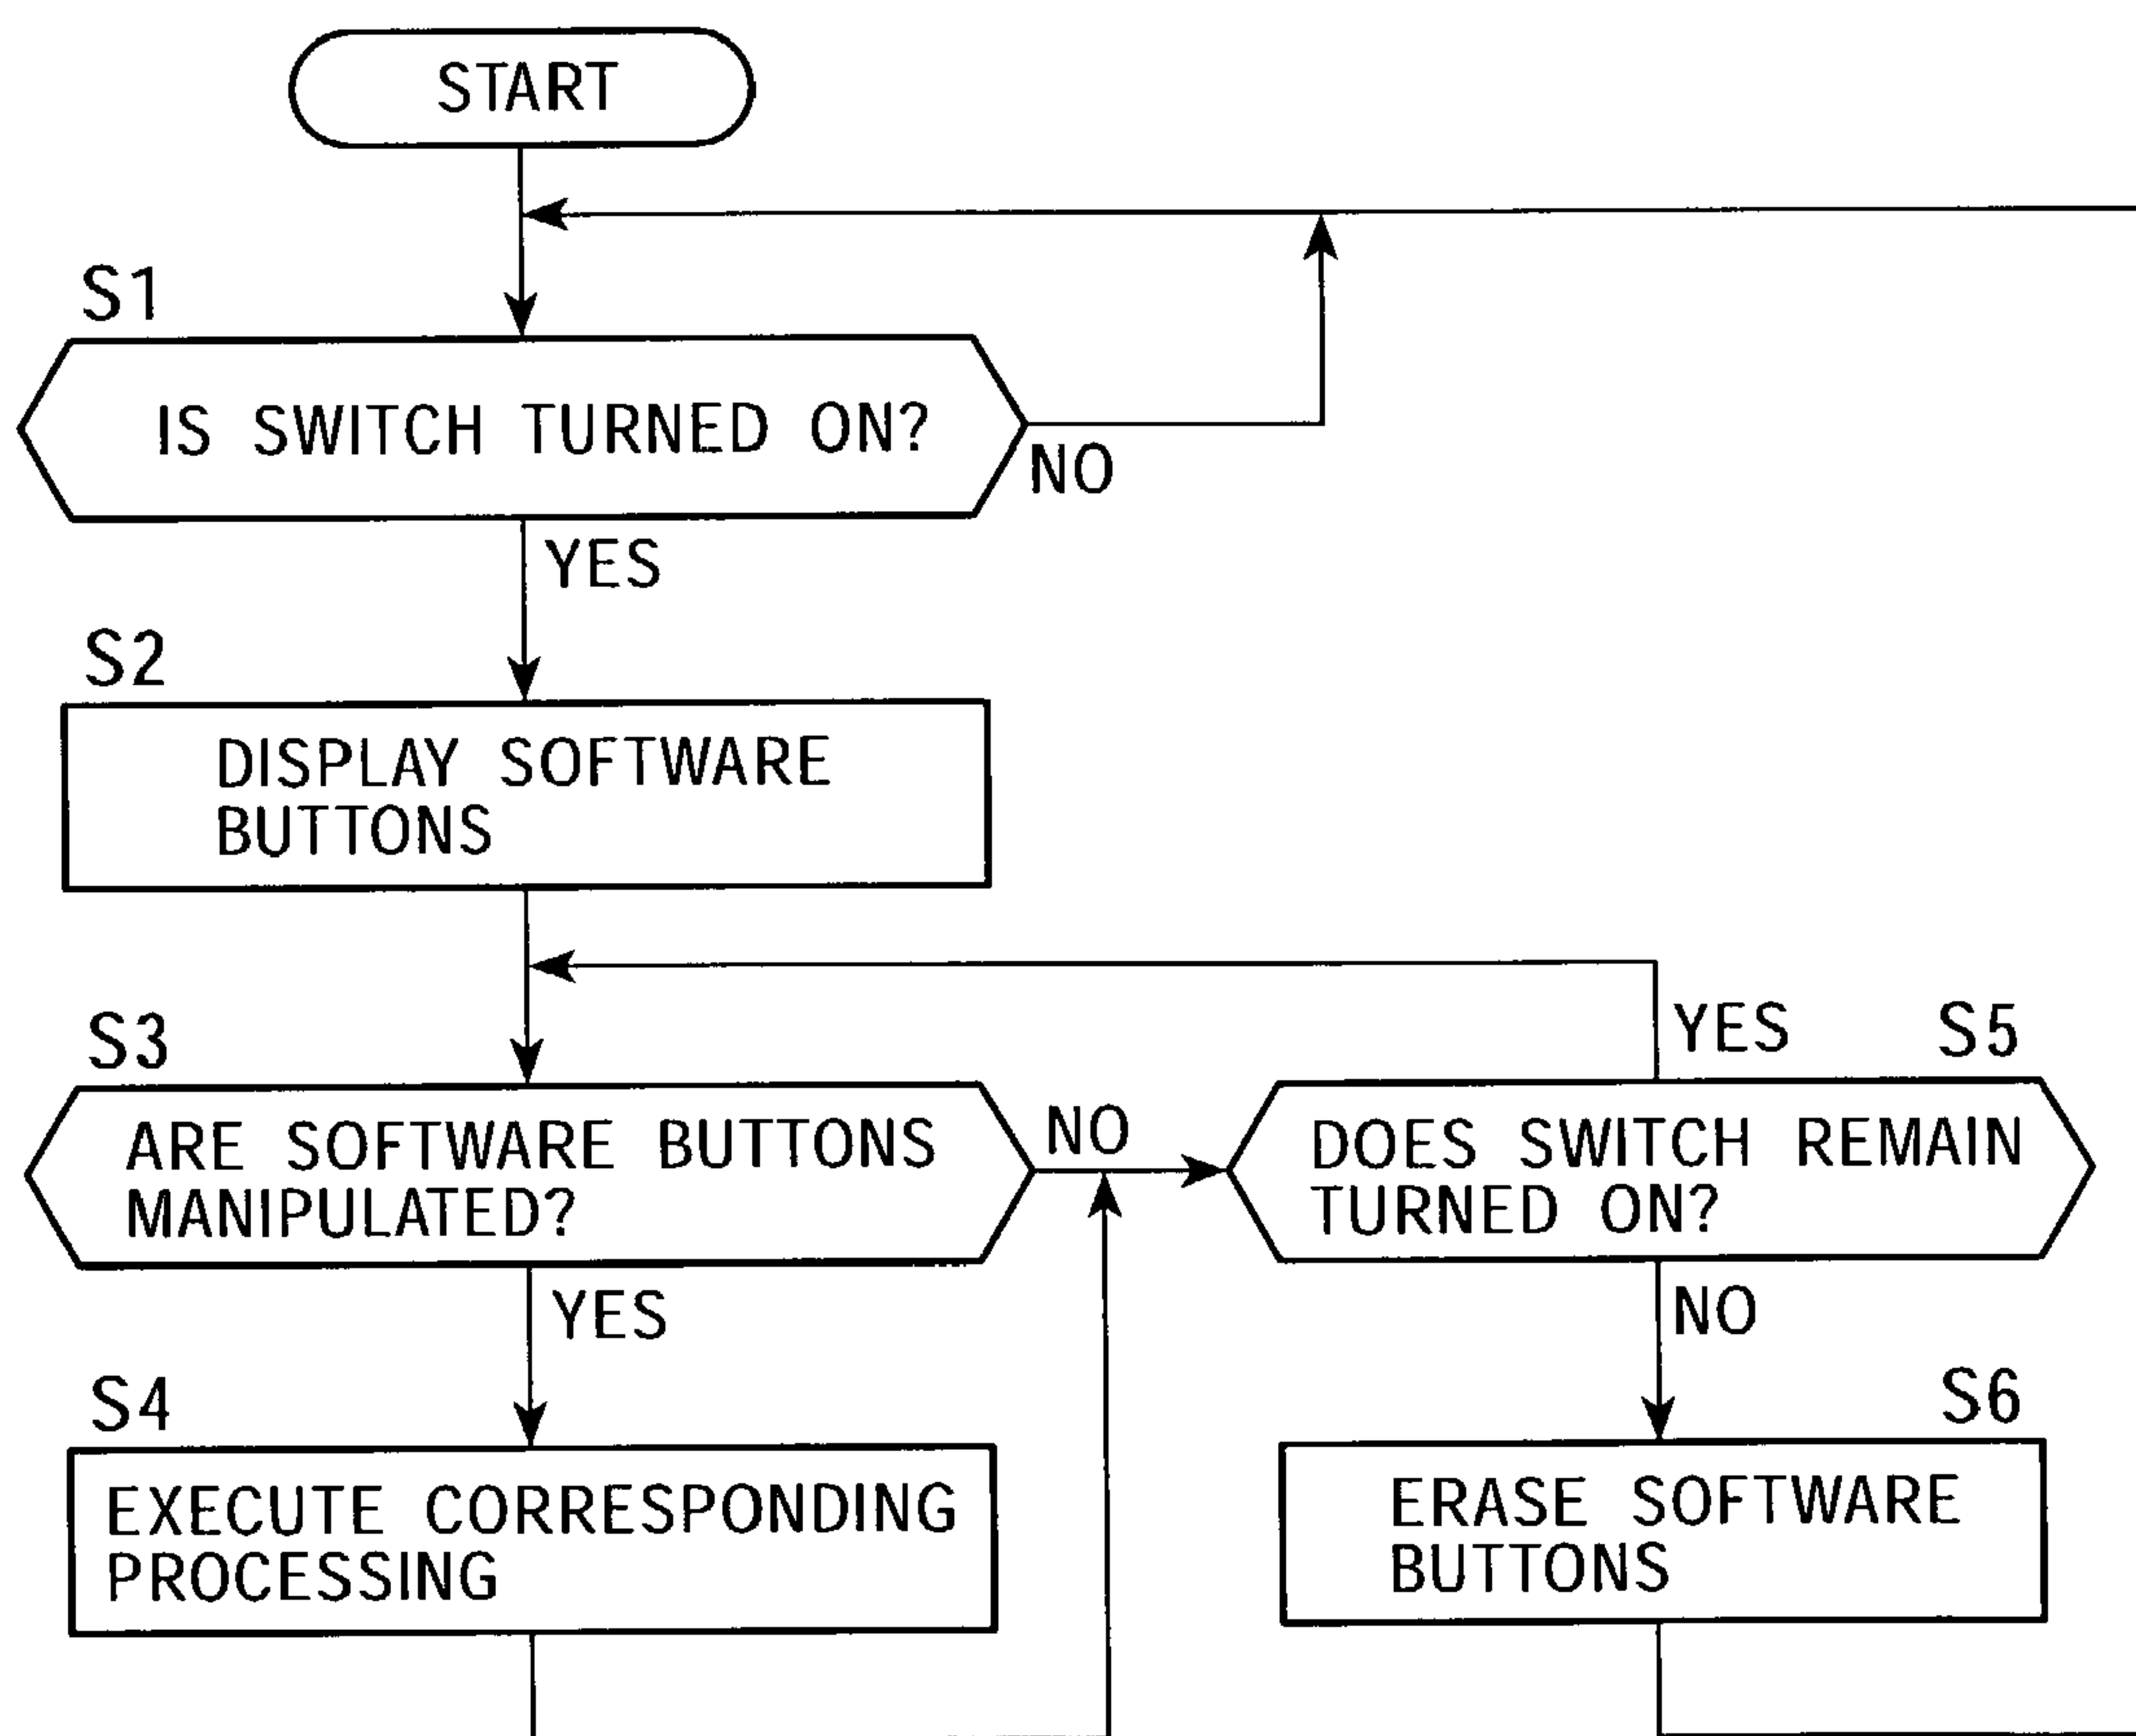 START
S1
IS SWITCH TURNED ON?
NO
YES
S2
DISPLAY SOFTWARE
BUTTONS
S3
ARE SOFTWARE BUTTONS
MANIPULATED?
NO
YES
S5
DOES SWITCH REMAIN
TURNED ON?
YES
NO
S4
EXECUTE CORRESPONDING
PROCESSING
S6
ERASE SOFTWARE
BUTTONS